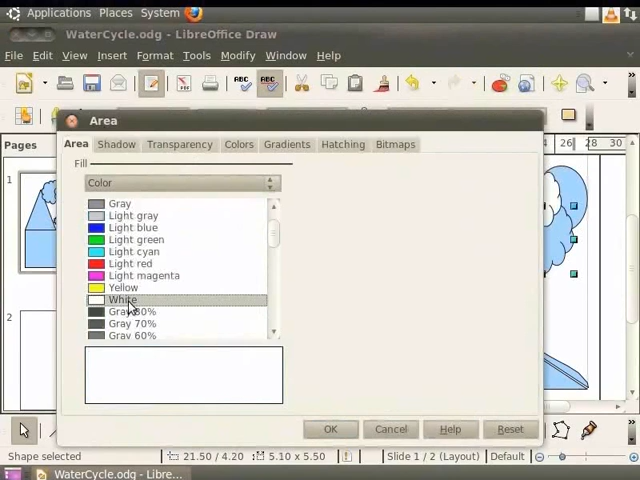 Applications Places System
WaterCycle.odg - LibreOffice Draw
File Edit View Insert Format Tools Modify Window Help
ABC ABC
Area
Pages
26 28 30
Area Shadow Transparency Colors Gradients Hatching Bitmaps
Fill
Color
1
Gray
Light gray
Light blue
Light green
Light cyan
Light red
Light magenta
Yellow
White
Gray 80%
Gray 70%
Gray 60%
2
OK Cancel Help Reset
Shape selected 21.50 / 4.20 5.10 x 5.50 Slide 1 / 2 (Layout) Default
WaterCycle.odg - Libre...